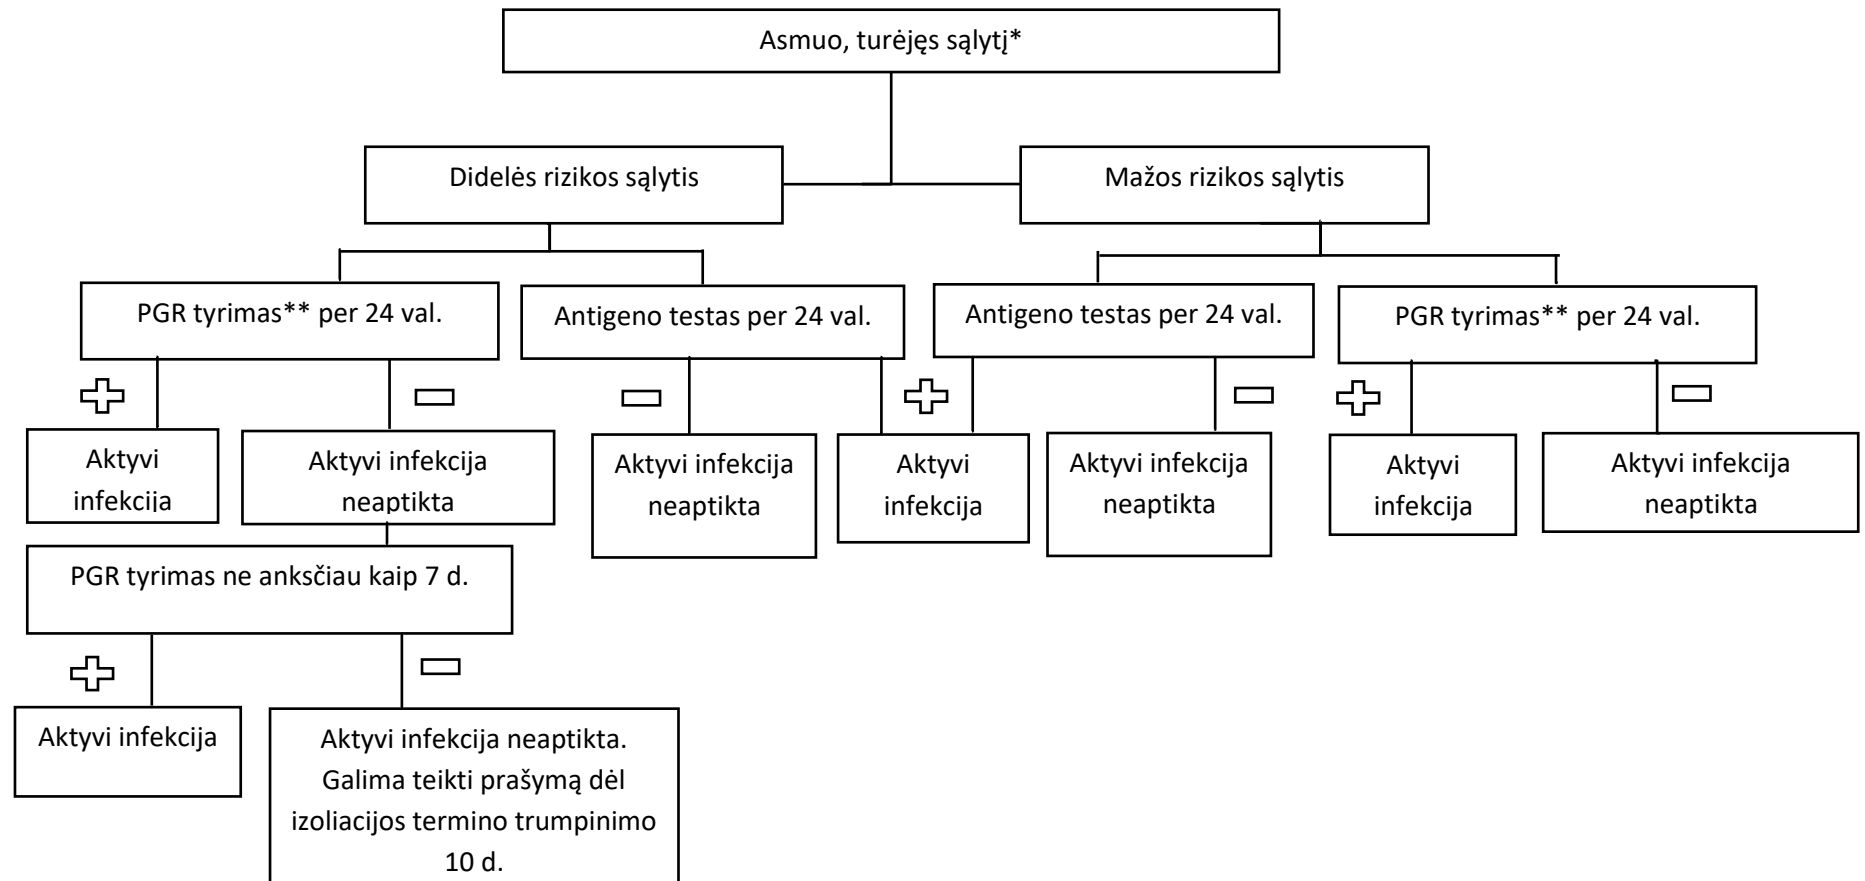 Asmuo, turėjęs sąlytį*
Didelės rizikos sąlytis
Mažos rizikos sąlytis
PGR tyrimas** per 24 val.
Antigeno testas per 24 val.
Antigeno testas per 24 val.
PGR tyrimas** per 24 val.
Aktyvi
infekcija
Aktyvi infekcija
neaptikta
Aktyvi infekcija
neaptikta
Aktyvi
infekcija
Aktyvi infekcija
neaptikta
Aktyvi
infekcija
Aktyvi infekcija
neaptikta
PGR tyrimas ne anksčiau kaip 7 d.
Aktyvi infekcija
Aktyvi infekcija neaptikta.
Galima teikti prašymą dėl
izoliacijos termino trumpinimo
10 d.